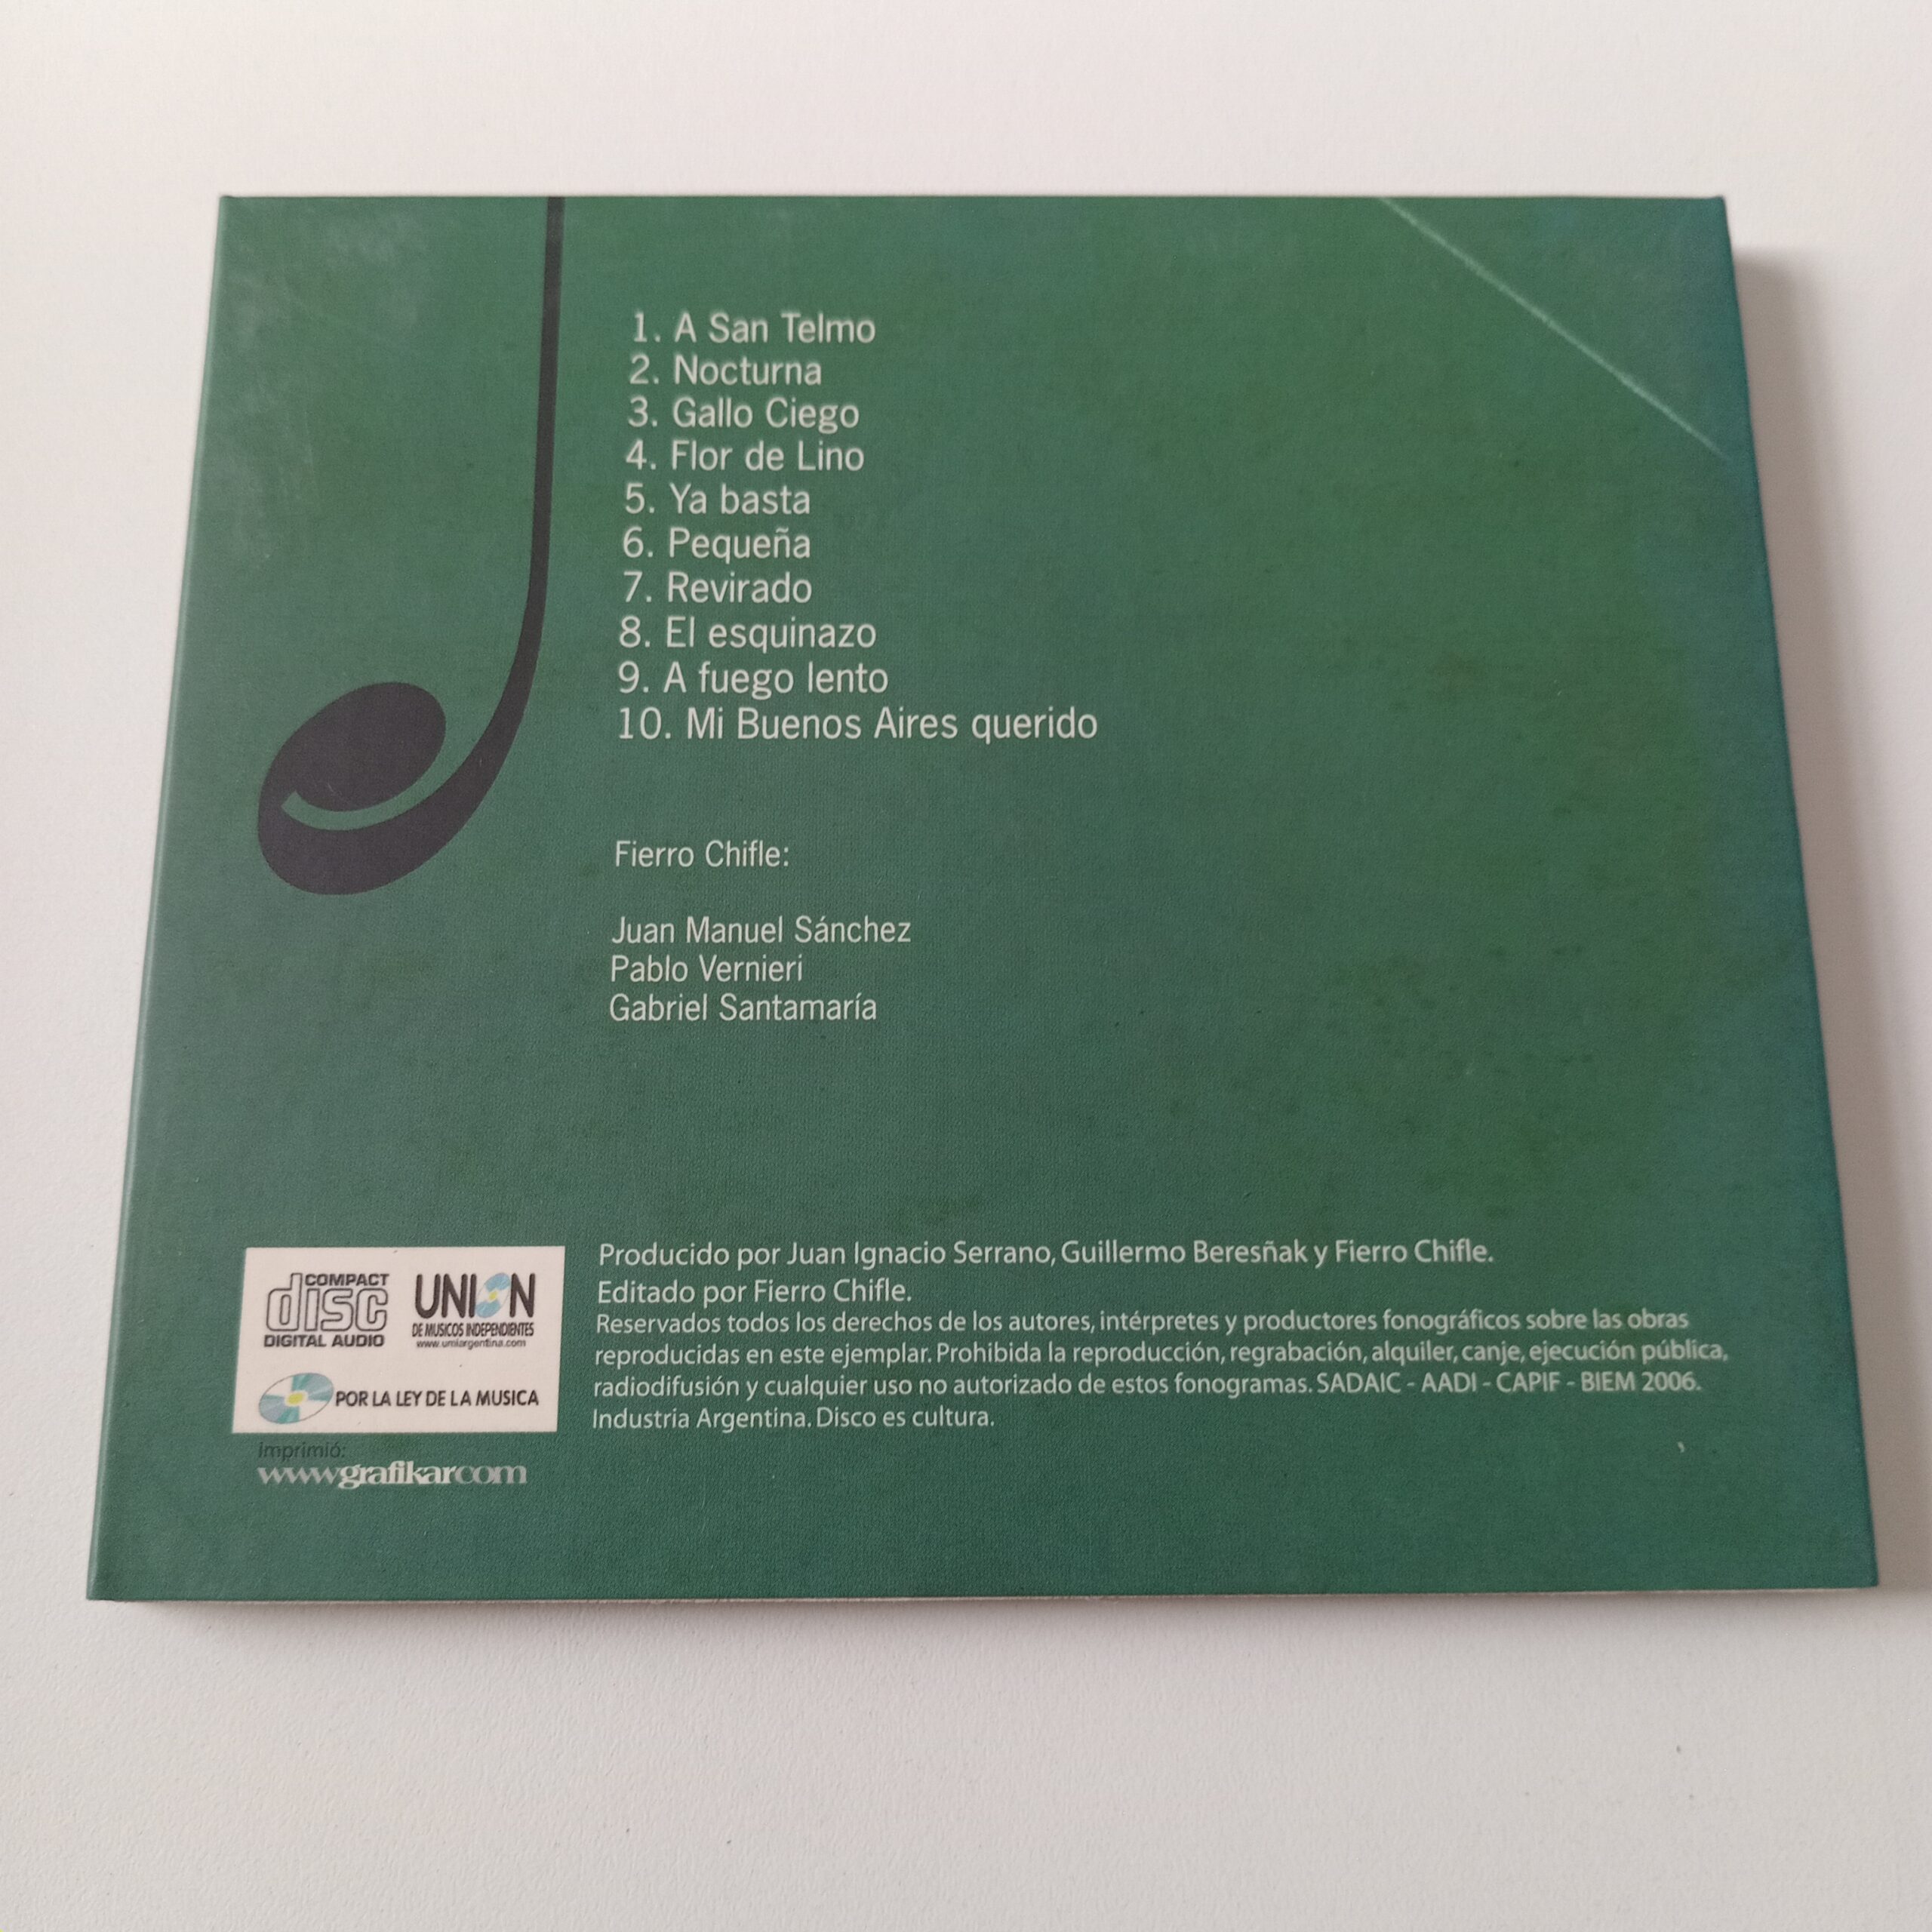 1. A San Telmo
2. Nocturna
3. Gallo Ciego
4. Flor de Lino
5. Ya basta
6. Pequeña
7. Revirado
8. El esquinazo
9. A fuego lento
10. Mi Buenos Aires querido
Fierro Chifle:
Juan Manuel Sánchez
Pablo Vernieri
Gabriel Santamaría
Producido por Juan Ignacio Serrano, Guillermo Beresñak y Fierro Chifle.
Editado por Fierro Chifle.
Reservados todos los derechos de los autores, intérpretes y productores fonográficos sobre las obras
reproducidas en este ejemplar. Prohibida la reproducción, regrabación, alquiler, canje, ejecución pública,
radiodifusión y cualquier uso no autorizado de estos fonogramas. SADAIC - AADI - CAPIF - BIEM 2006.
Industria Argentina. Disco es cultura.
COMPACT
disc
DIGITAL AUDIO
UNION
DE MUSICOS INDEPENDIENTES
www.umiargentina.com
POR LA LEY DE LA MUSICA
imprimió:
www.grafikar.com